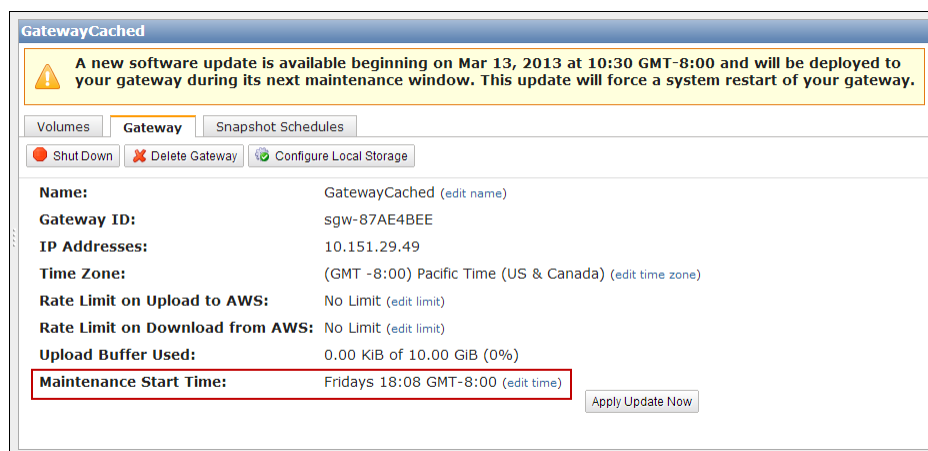 GatewayCached
A new software update is available beginning on Mar 13, 2013 at 10:30 GMT-8:00 and will be deployed to
your gateway during its next maintenance window. This update will force a system restart of your gateway.
Volumes Gateway Snapshot Schedules
Shut Down Delete Gateway Configure Local Storage
Name: GatewayCached (edit name)
Gateway ID: sgw-87AE4BEE
IP Addresses: 10.151.29.49
Time Zone: (GMT -8:00) Pacific Time (US & Canada) (edit time zone)
Rate Limit on Upload to AWS: No Limit (edit limit)
Rate Limit on Download from AWS: No Limit (edit limit)
Upload Buffer Used: 0.00 KiB of 10.00 GiB (0%)
Maintenance Start Time: Fridays 18:08 GMT-8:00 (edit time)
Apply Update Now